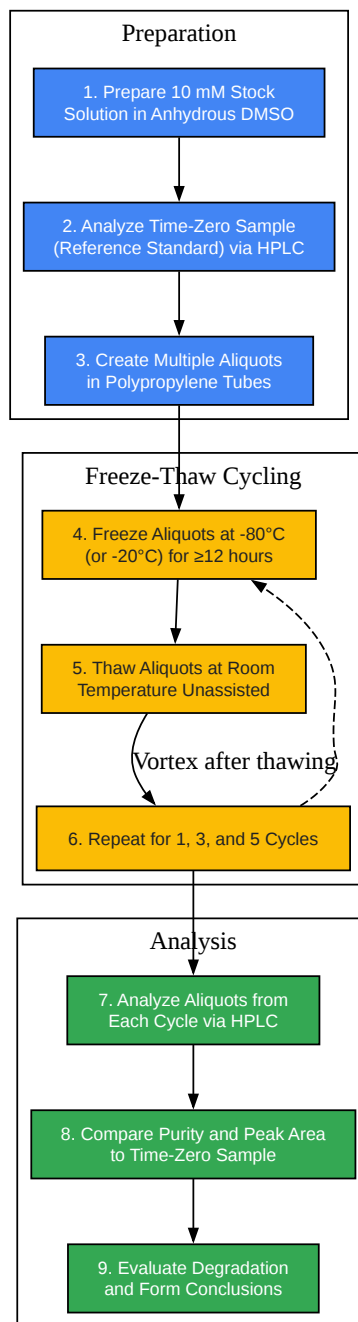 Preparation
1. Prepare 10 mM Stock
Solution in Anhydrous DMSO
2. Analyze Time-Zero Sample
(Reference Standard) via HPLC
3. Create Multiple Aliquots
in Polypropylene Tubes
Freeze-Thaw Cycling
4. Freeze Aliquots at -80°C
(or -20°C) for ≥12 hours
5. Thaw Aliquots at Room
Temperature Unassisted
Vortex after thawing
6. Repeat for 1, 3, and 5 Cycles
Analysis
7. Analyze Aliquots from
Each Cycle via HPLC
8. Compare Purity and Peak Area
to Time-Zero Sample
9. Evaluate Degradation
and Form Conclusions